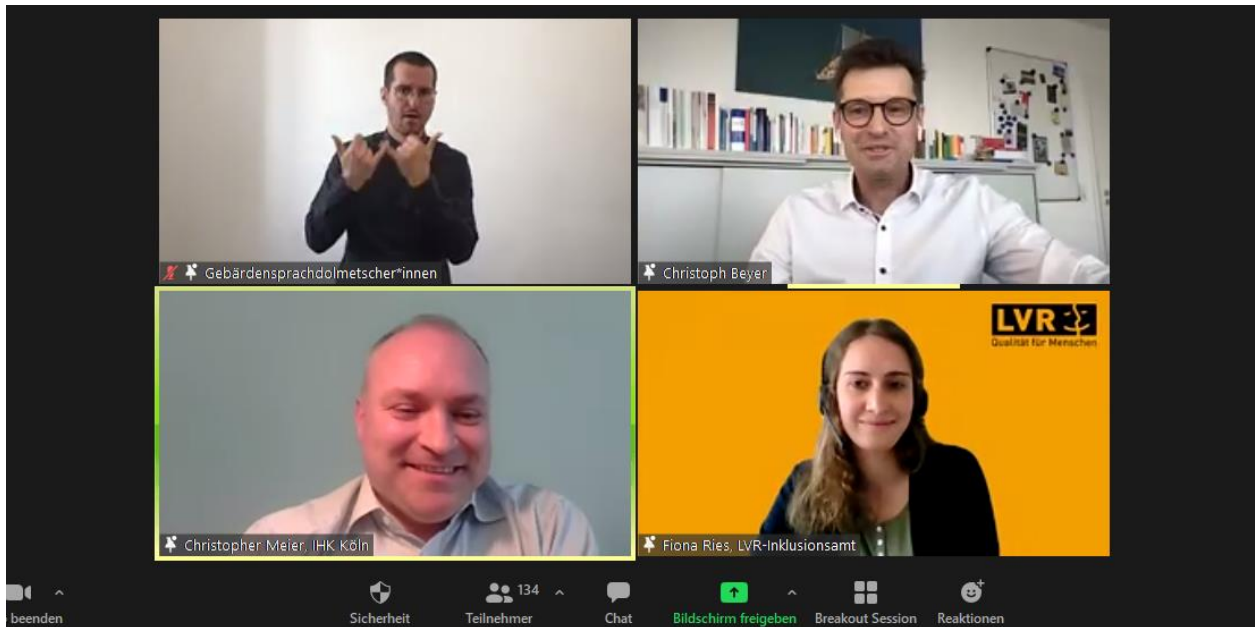 Gebärdensprachdolmetscher*innen
Christoph Beyer
LVR
Qualität für Menschen
Christopher Meier, IHK Köln
Fiona Ries, LVR-Inklusionsamt
134
beenden
Sicherheit
Teilnehmer
Chat
Bildschirm freigeben
Breakout Session
Reaktionen